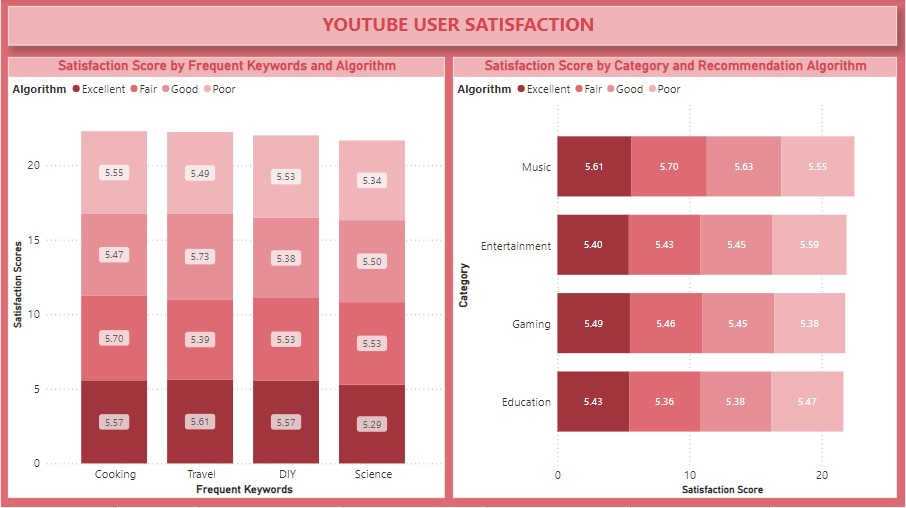 YOUTUBE USER SATISFACTION
Satisfaction Score by Frequent Keywords and Algorithm
Algorithm Excellent Fair Good Poor
20
15
10
5
0
Satisfaction Scores
5.55 5.49 5.53 5.34
5.47 5.73 5.38 5.50
5.70 5.39 5.53 5.53
5.57 5.61 5.57 5.29
Cooking Travel DIY Science
Frequent Keywords
Satisfaction Score by Category and Recommendation Algorithm
Algorithm Excellent Fair Good Poor
Category
Music 5.61 5.70 5.63 5.55
Entertainment 5.40 5.43 5.45 5.59
Gaming 5.49 5.46 5.45 5.38
Education 5.43 5.36 5.38 5.47
0 10 20
Satisfaction Score